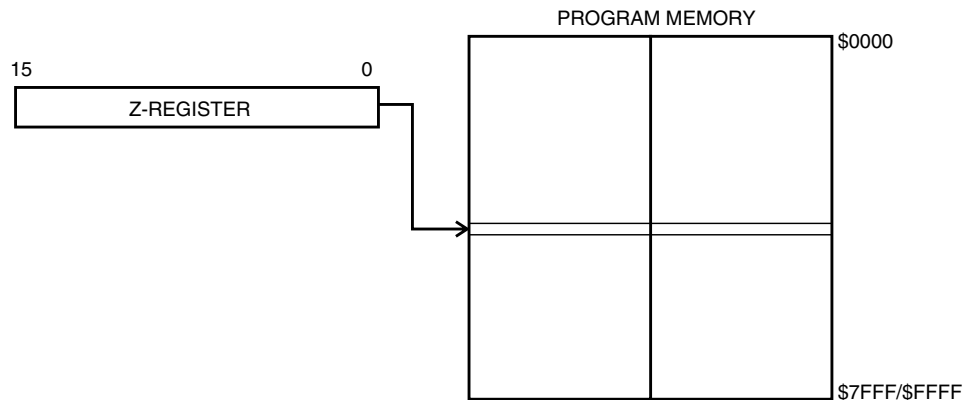 PROGRAM MEMORY
$0000
15 0
Z-REGISTER
$7FFF/$FFFF